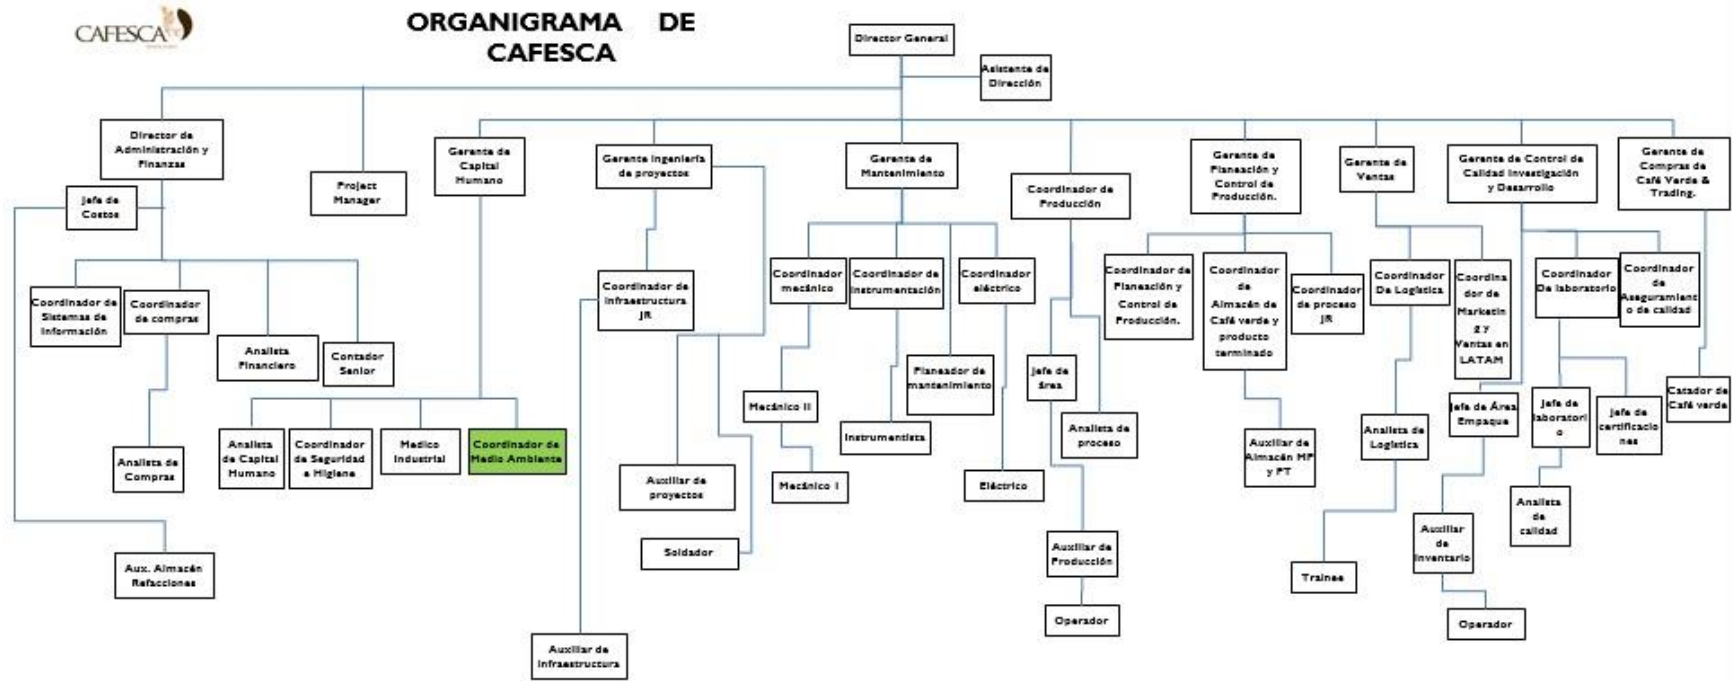 CAFESCA
ORGANIGRAMA DE
CAFESCA
Director General
Asistente de
Dirección
Director de
Administración y
Finanzas
Jefe de
Costos
Project
Manager
Gerente de
Capital
Humano
Gerente ingeniería
de proyectos
Gerente de
Mantenimiento
Coordinador de
Producción
Gerente de
Planeación y
Control de
Producción.
Gerente de
Ventas
Gerente de Control de
Calidad Investigación
y Desarrollo
Gerente de
Compras de
Café Verde &
Trading.
Coordinador de
Sistemas de
Información
Coordinador
de compras
Analista
Financiero
Contador
Senior
Coordinador de
Infraestructura
JR
Coordinador
mecánico
Coordinador de
Instrumentación
Coordinador
eléctrico
Coordinador de
Planeación y
Control de
Producción.
Coordinador
de
Almacén de
Café verde y
producto
terminado
Coordinador
de proceso
JR
Coordinador
De Logística
Coordina
dor de
Marketin
g y
Ventas en
LATAM
Coordinador
De laboratorio
Coordinador
de
Aseguramient
o de calidad
Planeador de
mantenimiento
Jefe de
área
Mecánico II
Instrumentista
Analista de
proceso
Jefe de Área
Empaque
Jefe de
laboratori
o
Jefe de
certificacio
nes
Catador de
Café verde
Analista
de Capital
Humano
Coordinador
de Seguridad
e Higiene
Medico
Industrial
Coordinador de
Medio Ambiente
Analista de
Compras
Auxiliar de
proyectos
Mecánico I
Eléctrico
Auxiliar de
Almacén MP
y PT
Analista de
Logística
Analista
de
calidad
Soldador
Auxiliar de
Producción
Auxiliar
de
Inventario
Aux. Almacén
Refacciones
Trainee
Operador
Operador
Auxiliar de
Infraestructura